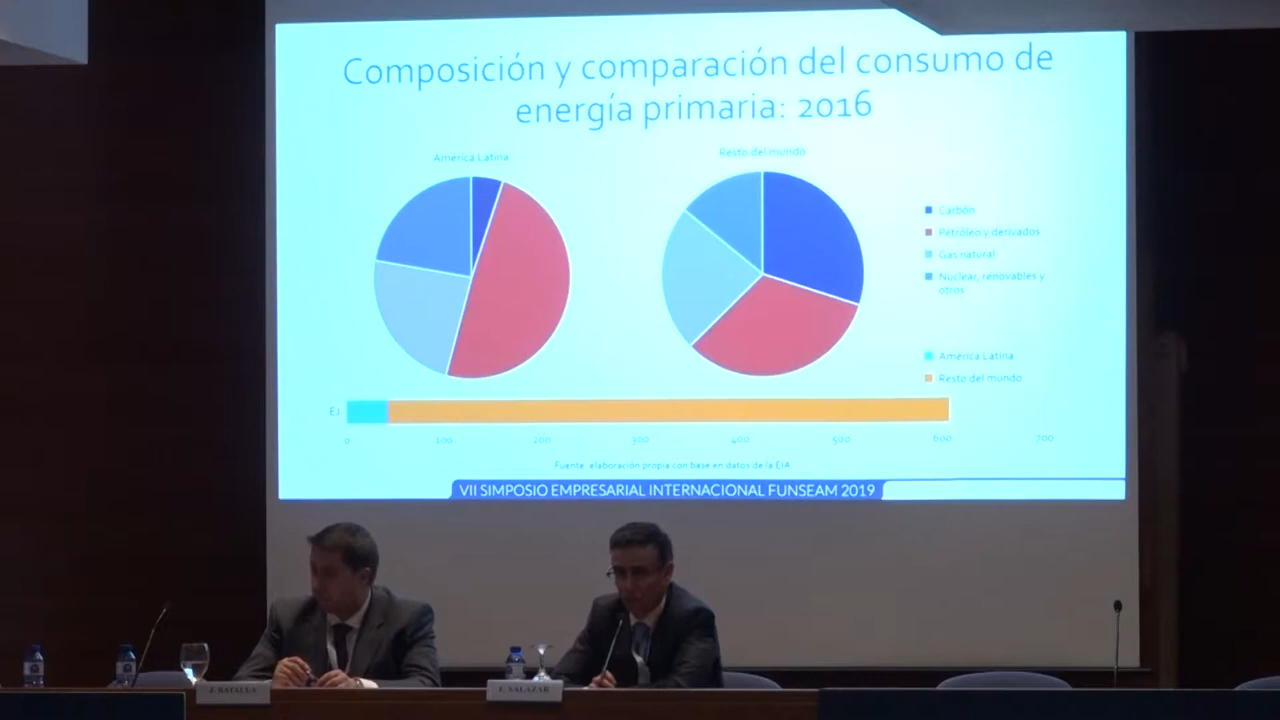 Composición y comparación del consumo de
energía primaria: 2016
América Latina
Resto del mundo
Carbón
Petróleo y derivados
Gas natural
Nuclear, renovables y
otros
América Latina
Resto del mundo
EJ
0 100 200 300 400 500 600 700
Fuente: elaboración propia con base en datos de la EIA
VII SIMPOSIO EMPRESARIAL INTERNACIONAL FUNSEAM 2019
J. BATALLA
F. SALAZAR